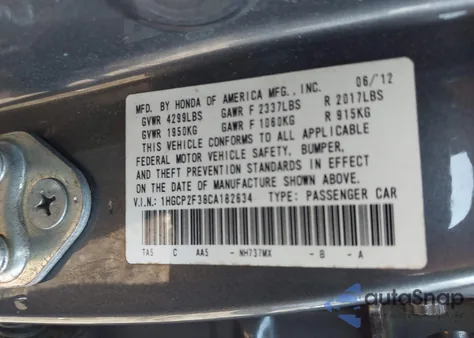 MFD. BY HONDA OF AMERICA MFG., INC. 06/12
GVWR 4299LBS GAWR F 2337LBS R 2017LBS
GVWR 1950KG GAWR F 1060KG R 915KG
THIS VEHICLE CONFORMS TO ALL APPLICABLE
FEDERAL MOTOR VEHICLE SAFETY, BUMPER,
AND THEFT PREVENTION STANDARDS IN EFFECT
ON THE DATE OF MANUFACTURE SHOWN ABOVE.
V.I.N.: 1HGCP2F38CA182634 TYPE: PASSENGER CAR
TA5 C AA5 - NH737MX - B - A
autoSnap